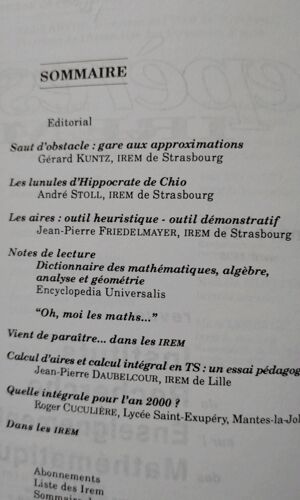 SOMMAIRE
Editorial
Saut d'obstacle : gare aux approximations
Gérard KUNTZ, IREM de Strasbourg
Les lunules d'Hippocrate de Chio
André STOLL, IREM de Strasbourg
Les aires : outil heuristique - outil démonstratif
Jean-Pierre FRIEDELMAYER, IREM de Strasbourg
Notes de lecture
Dictionnaire des mathématiques, algèbre,
analyse et géométrie
Encyclopedia Universalis
"Oh, moi les maths..."
Vient de paraître... dans les IREM
Calcul d'aires et calcul intégral en TS : un essai pédagog
Jean-Pierre DAUBELCOUR, IREM de Lille
Quelle intégrale pour l'an 2000 ?
Roger CUCULIÈRE, Lycée Saint-Exupéry, Mantes-la-Jol
Dans les IREM
Abonnements
Liste des Irem